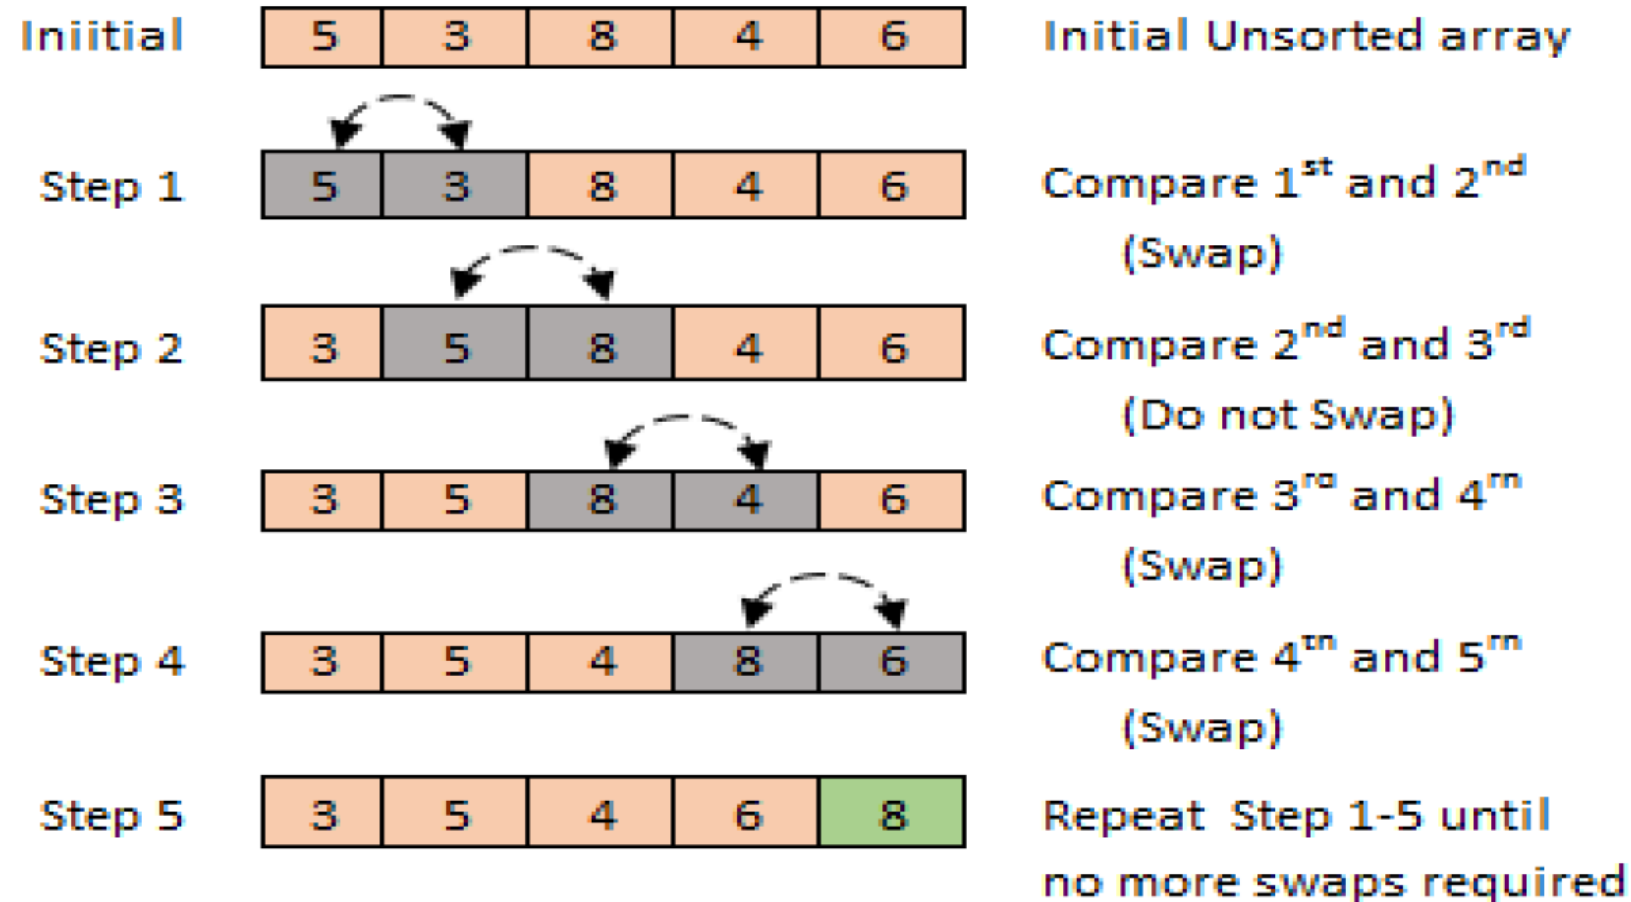 Iniitial 5 3 8 4 6 Initial Unsorted array
Step 1 5 3 8 4 6 Compare 1st and 2nd
(Swap)
Step 2 3 5 8 4 6 Compare 2nd and 3rd
(Do not Swap)
Step 3 3 5 8 4 6 Compare 3rd and 4th
(Swap)
Step 4 3 5 4 8 6 Compare 4th and 5th
(Swap)
Step 5 3 5 4 6 8 Repeat Step 1-5 until
no more swaps required